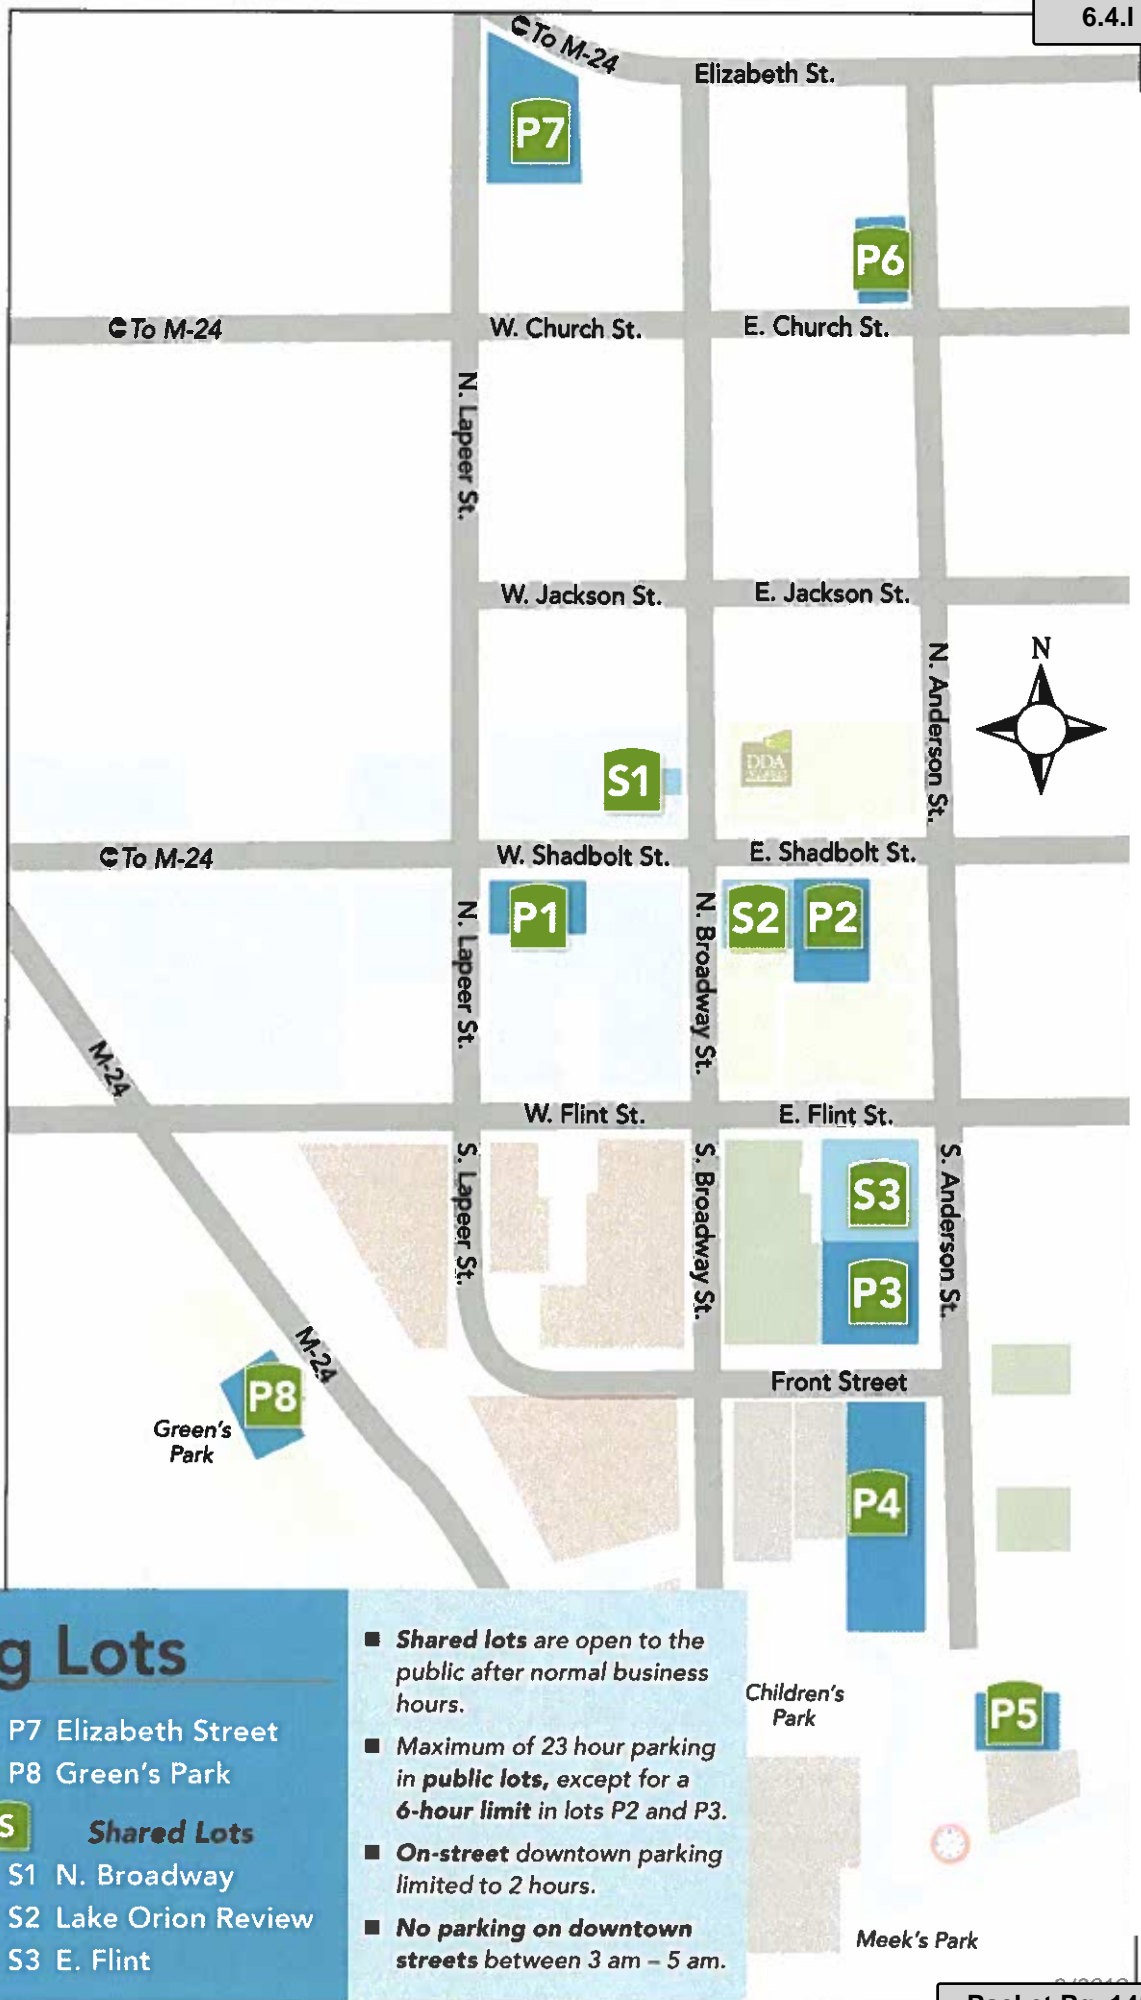 6.4.I
To M-24
Elizabeth St.
P7
P6
To M-24
W. Church St.
E. Church St.
N. Lapeer St.
W. Jackson St.
E. Jackson St.
N. Anderson St.
N
S1
DDA
To M-24
W. Shadbolt St.
E. Shadbolt St.
P1
S2
P2
N. Lapeer St.
N. Broadway St.
M-24
W. Flint St.
E. Flint St.
S. Lapeer St.
S. Broadway St.
S. Anderson St.
S3
P3
M-24
Front Street
P8
Green's
Park
P4
Children's
Park
P5
Meek's Park
g Lots
P7 Elizabeth Street
P8 Green's Park
S Shared Lots
S1 N. Broadway
S2 Lake Orion Review
S3 E. Flint
■ Shared lots are open to the
public after normal business
hours.
■ Maximum of 23 hour parking
in public lots, except for a
6-hour limit in lots P2 and P3.
■ On-street downtown parking
limited to 2 hours.
■ No parking on downtown
streets between 3 am – 5 am.